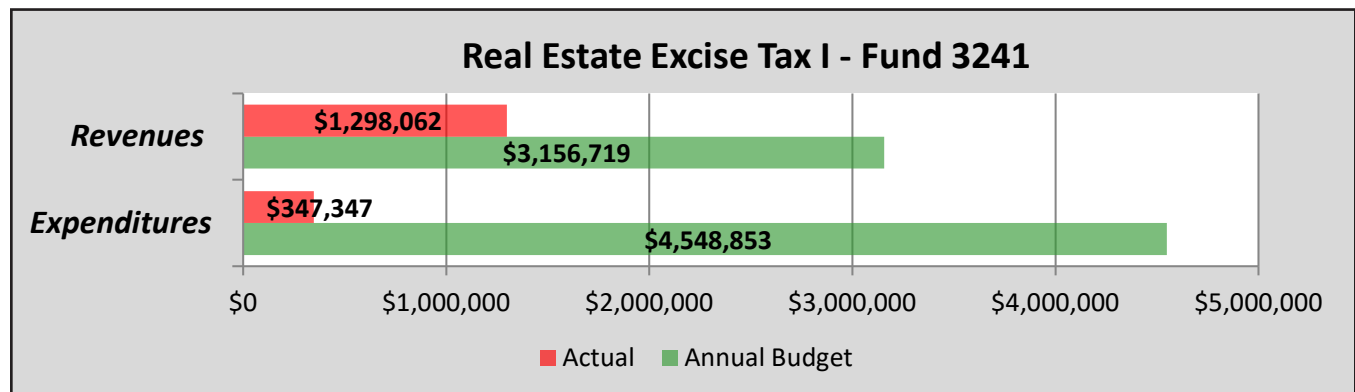 Real Estate Excise Tax I - Fund 3241
Revenues
$1,298,062
$3,156,719
Expenditures
$347,347
$4,548,853
$0 $1,000,000 $2,000,000 $3,000,000 $4,000,000 $5,000,000
Actual Annual Budget